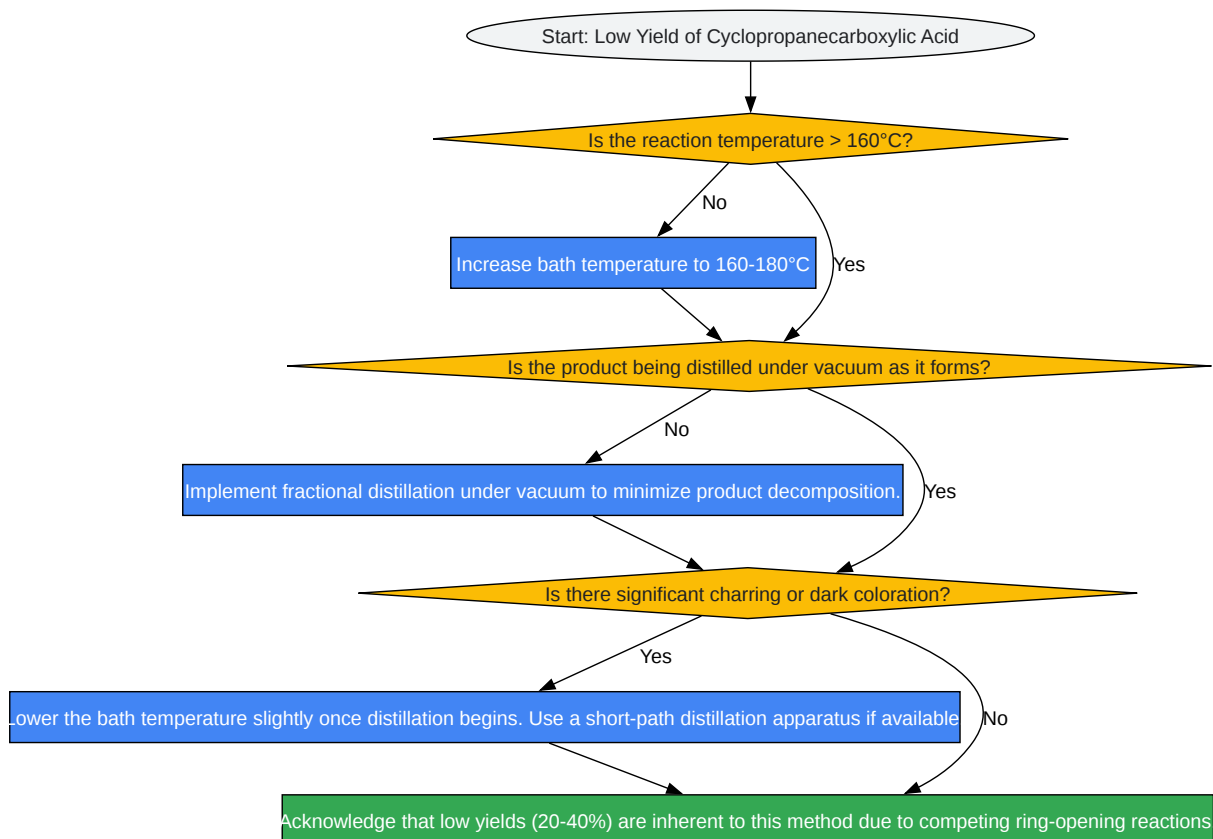 Start: Low Yield of Cyclopropanecarboxylic Acid
Is the reaction temperature > 160°C?
No
Increase bath temperature to 160-180°C
Yes
Is the product being distilled under vacuum as it forms?
No
Implement fractional distillation under vacuum to minimize product decomposition.
Yes
Is there significant charring or dark coloration?
Yes
Lower the bath temperature slightly once distillation begins. Use a short-path distillation apparatus if available
No
Acknowledge that low yields (20-40%) are inherent to this method due to competing ring-opening reactions